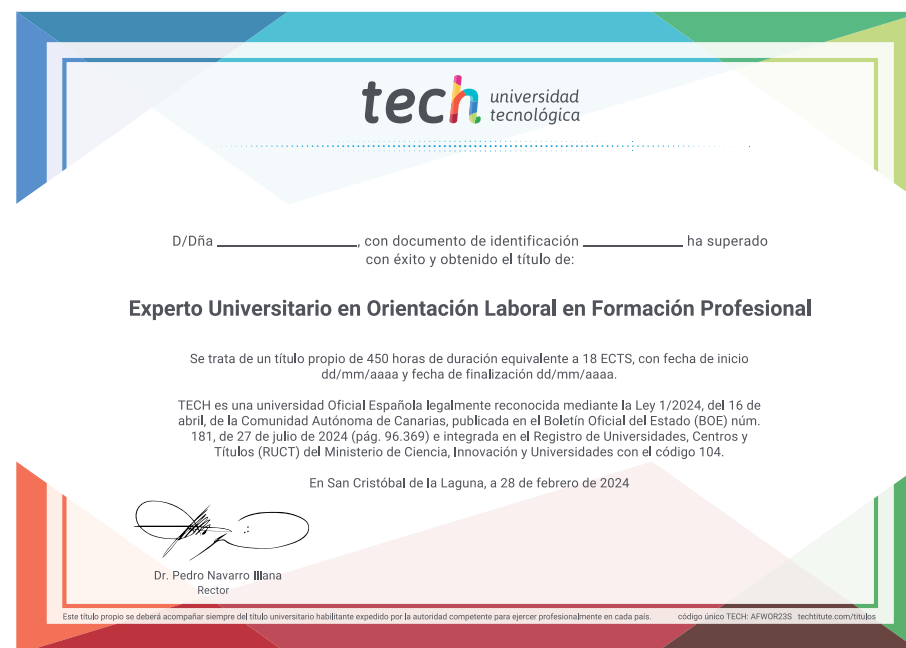 tech universidad
tecnológica
D/Dña ______________, con documento de identificación __________ ha superado
con éxito y obtenido el título de:
Experto Universitario en Orientación Laboral en Formación Profesional
Se trata de un título propio de 450 horas de duración equivalente a 18 ECTS, con fecha de inicio
dd/mm/aaaa y fecha de finalización dd/mm/aaaa.
TECH es una universidad Oficial Española legalmente reconocida mediante la Ley 1/2024, del 16 de
abril, de la Comunidad Autónoma de Canarias, publicada en el Boletín Oficial del Estado (BOE) núm.
181, de 27 de julio de 2024 (pág. 96.369) e integrada en el Registro de Universidades, Centros y
Títulos (RUCT) del Ministerio de Ciencia, Innovación y Universidades con el código 104.
En San Cristóbal de la Laguna, a 28 de febrero de 2024
Dr. Pedro Navarro Illana
Rector
Este título propio se deberá acompañar siempre del título universitario habilitante expedido por la autoridad competente para ejercer profesionalmente en cada país. código único TECH: AFWOR23S techtitute.com/titulos